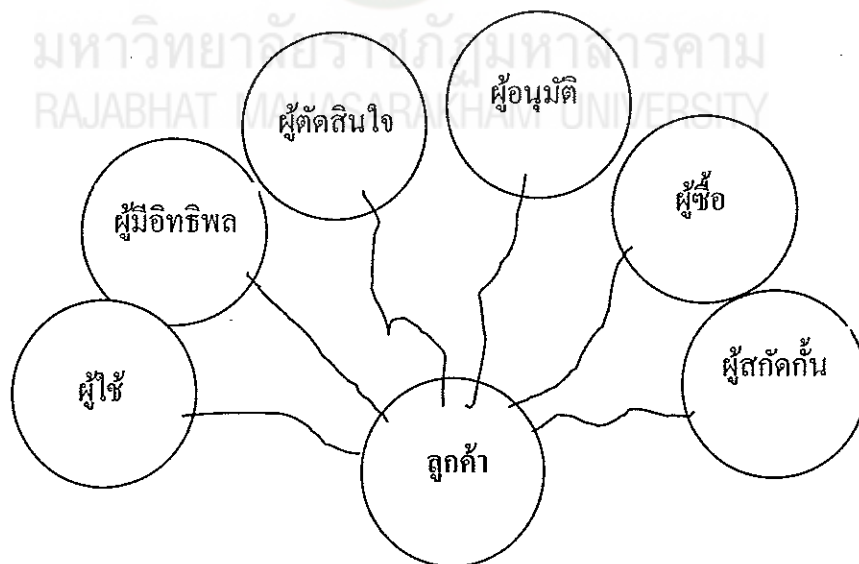 มหาวิทยาลัยราชภัฏมหาสารคาม
RAJABHAT MAHASARAKHAM UNIVERSITY
ผู้ตัดสินใจ
ผู้อนุมัติ
ผู้มีอิทธิพล
ผู้ซื้อ
ผู้ใช้
ผู้สกัดกั้น
ลูกค้า